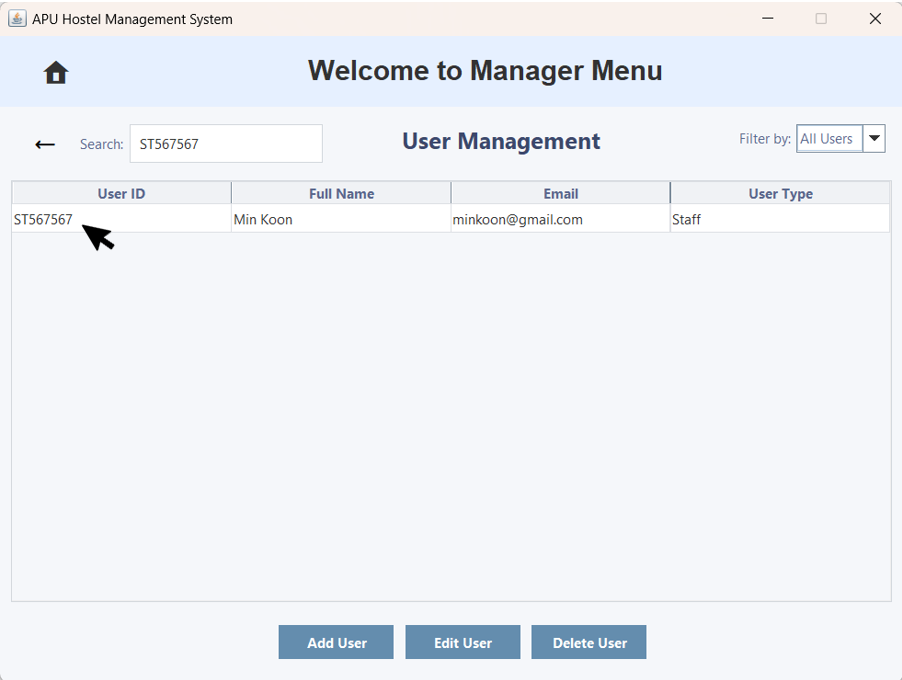 APU Hostel Management System
Welcome to Manager Menu
Search: ST567567 User Management Filter by: All Users
User ID Full Name Email User Type
ST567567 Min Koon minkoon@gmail.com Staff
Add User Edit User Delete User